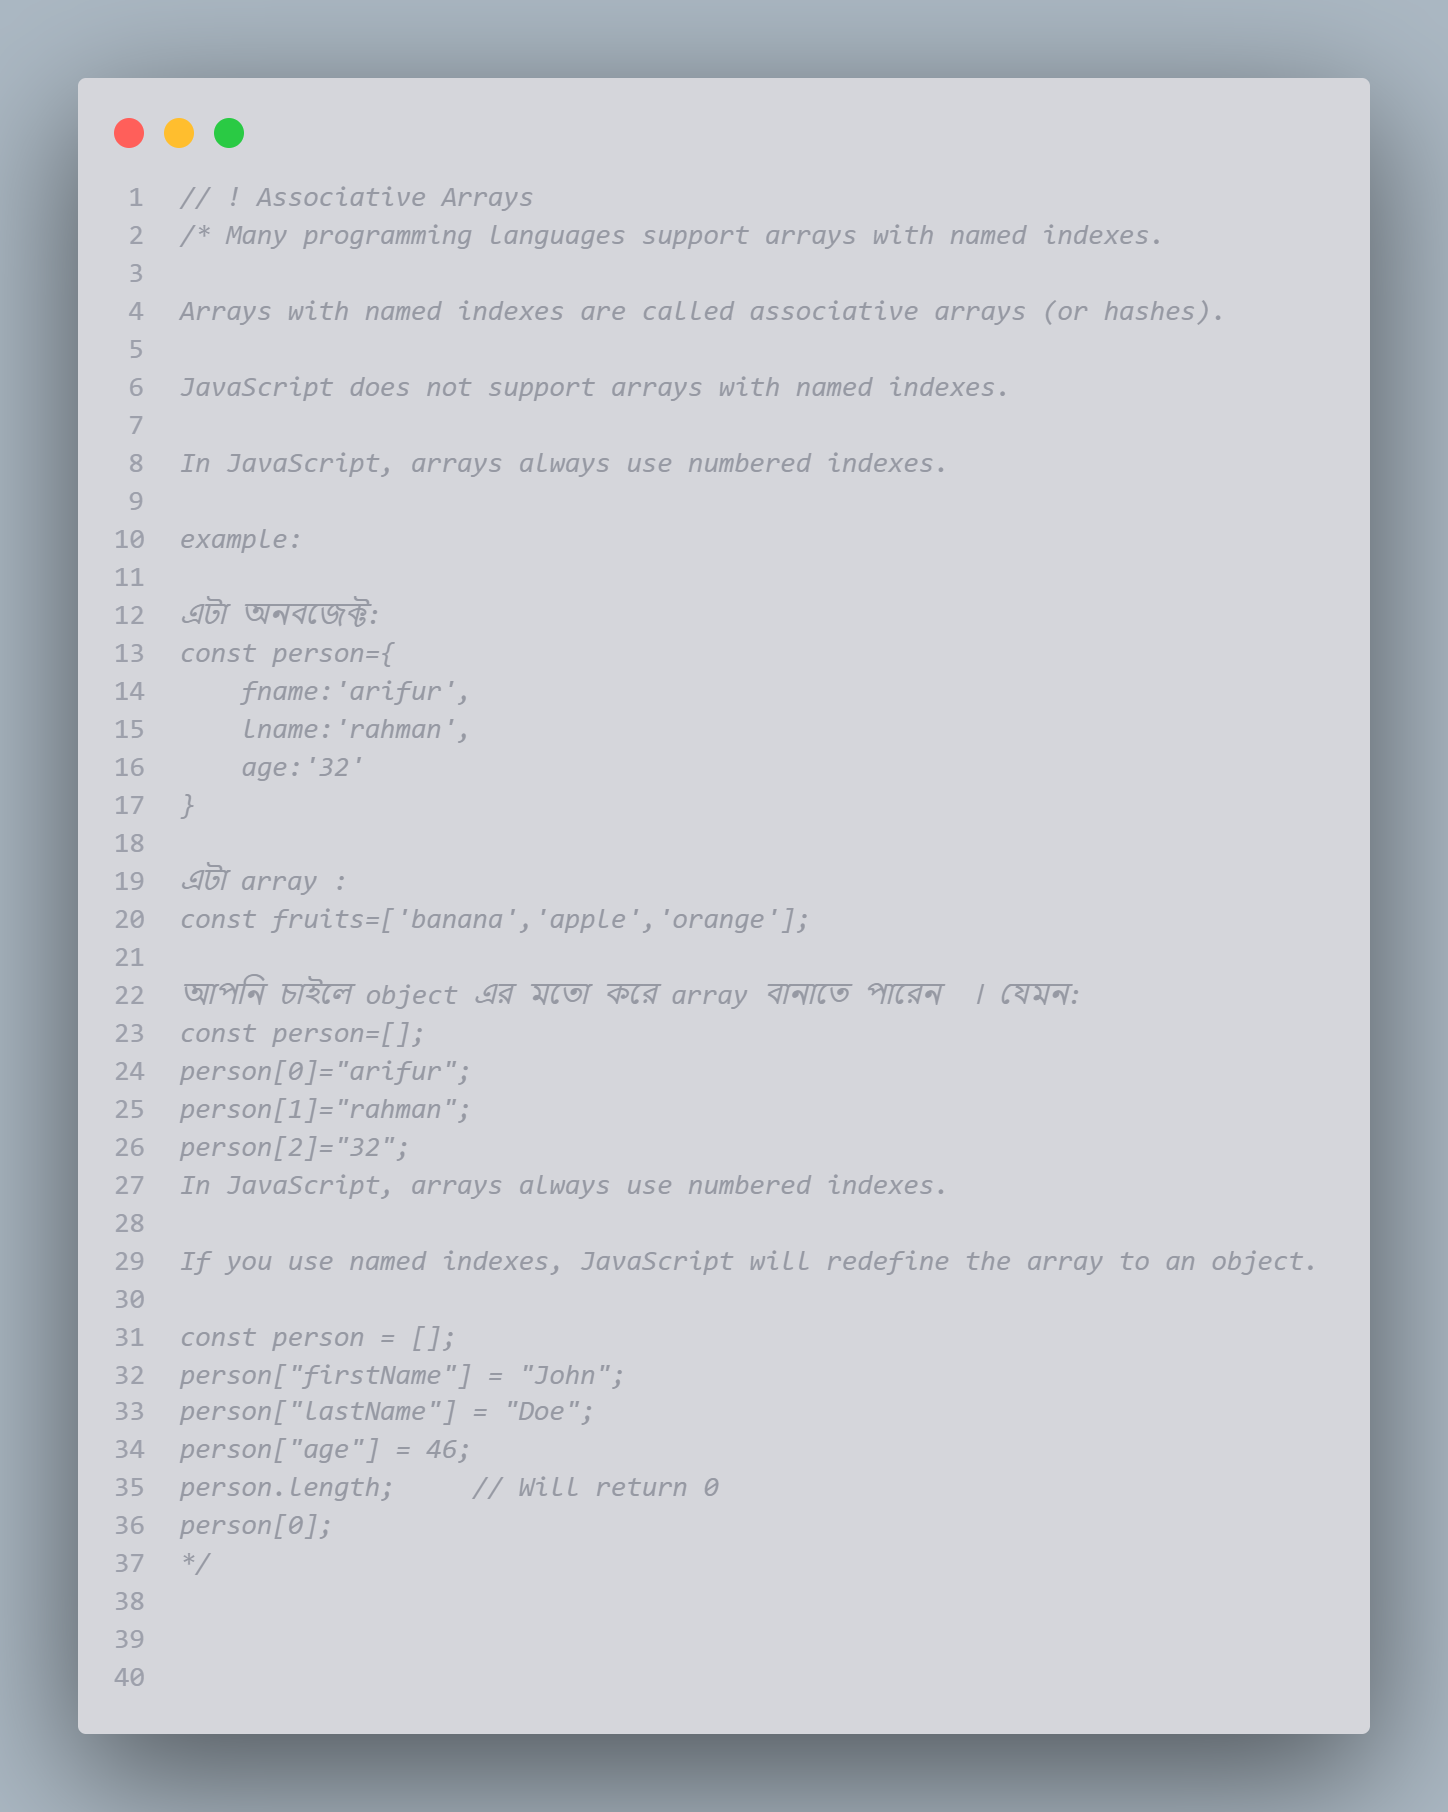 1 // ! Associative Arrays
2 /* Many programming languages support arrays with named indexes.
3
4 Arrays with named indexes are called associative arrays (or hashes).
5
6 JavaScript does not support arrays with named indexes.
7
8 In JavaScript, arrays always use numbered indexes.
9
10 example:
11
12 এটা অনবজেক্ট:
13 const person={
14     fname:'arifur',
15     lname:'rahman',
16     age:'32'
17 }
18
19 এটা array :
20 const fruits=['banana','apple','orange'];
21
22 আপনি চাইলে object এর মতো করে array বানাতে পারেন  । যেমন:
23 const person=[];
24 person[0]="arifur";
25 person[1]="rahman";
26 person[2]="32";
27 In JavaScript, arrays always use numbered indexes.
28
29 If you use named indexes, JavaScript will redefine the array to an object.
30
31 const person = [];
32 person["firstName"] = "John";
33 person["lastName"] = "Doe";
34 person["age"] = 46;
35 person.length;     // Will return 0
36 person[0];
37 */
38
39
40